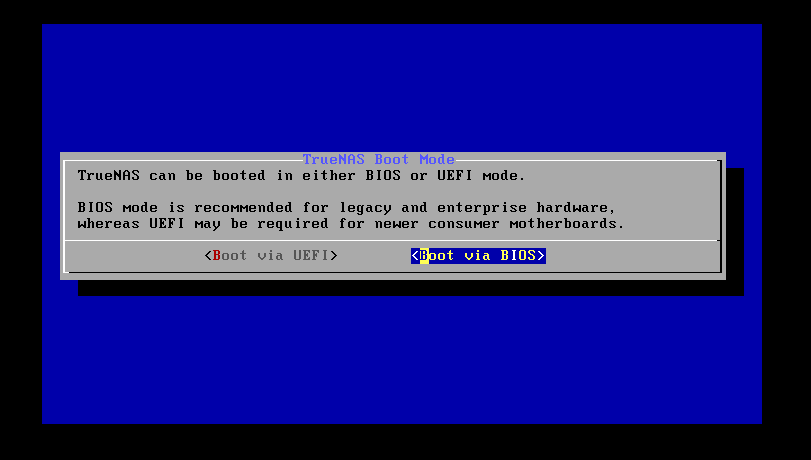 TrueNAS Boot Mode
TrueNAS can be booted in either BIOS or UEFI mode.
BIOS mode is recommended for legacy and enterprise hardware,
whereas UEFI may be required for newer consumer motherboards.
<Boot via UEFI> <Boot via BIOS>